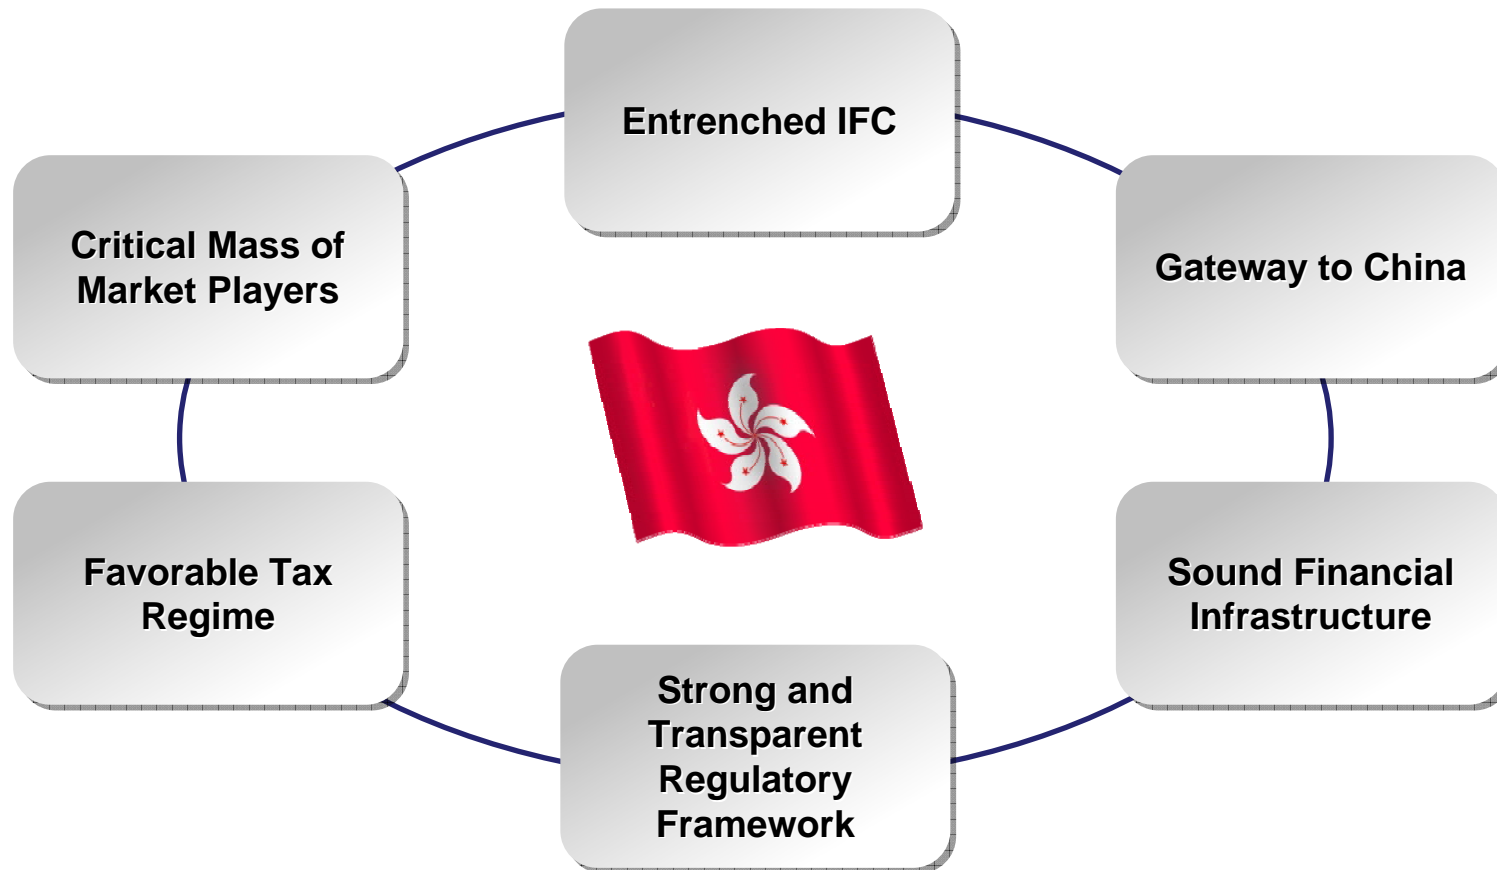 Entrenched IFC
Critical Mass of
Market Players
Gateway to China
Favorable Tax
Regime
Sound Financial
Infrastructure
Strong and
Transparent
Regulatory
Framework